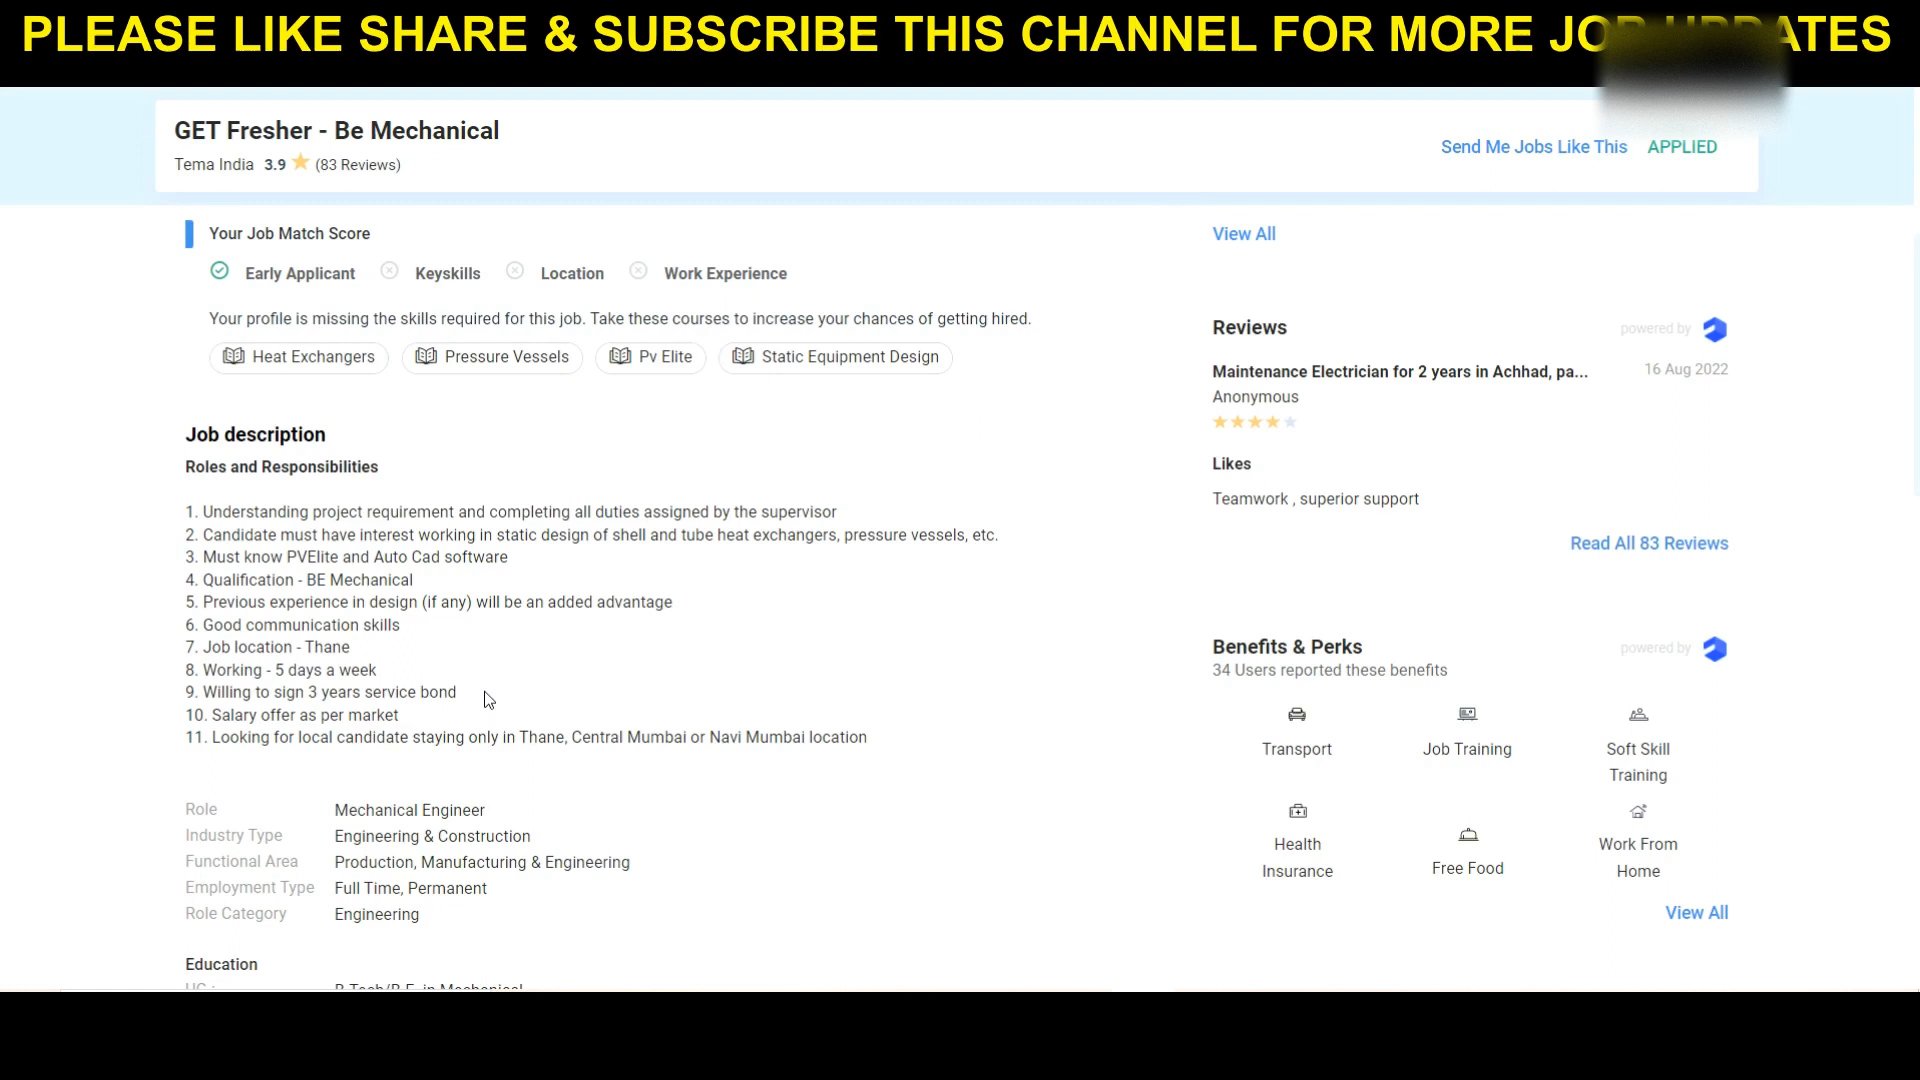 PLEASE LIKE SHARE & SUBSCRIBE THIS CHANNEL FOR MORE JOB UPDATES
GET Fresher - Be Mechanical
Tema India 3.9 (83 Reviews)
Send Me Jobs Like This APPLIED
Your Job Match Score
Early Applicant Keyskills Location Work Experience
Your profile is missing the skills required for this job. Take these courses to increase your chances of getting hired.
Heat Exchangers Pressure Vessels Pv Elite Static Equipment Design
Job description
Roles and Responsibilities
1. Understanding project requirement and completing all duties assigned by the supervisor
2. Candidate must have interest working in static design of shell and tube heat exchangers, pressure vessels, etc.
3. Must know PVElite and Auto Cad software
4. Qualification - BE Mechanical
5. Previous experience in design (if any) will be an added advantage
6. Good communication skills
7. Job location - Thane
8. Working - 5 days a week
9. Willing to sign 3 years service bond
10. Salary offer as per market
11. Looking for local candidate staying only in Thane, Central Mumbai or Navi Mumbai location
Role Mechanical Engineer
Industry Type Engineering & Construction
Functional Area Production, Manufacturing & Engineering
Employment Type Full Time, Permanent
Role Category Engineering
Education
UG : B.Tech/B.E. in Mechanical
View All
Reviews powered by
Maintenance Electrician for 2 years in Achhad, pa... 16 Aug 2022
Anonymous
Likes
Teamwork , superior support
Read All 83 Reviews
Benefits & Perks powered by
34 Users reported these benefits
Transport Job Training Soft Skill
Training
Health Free Food Work From
Insurance Home
View All